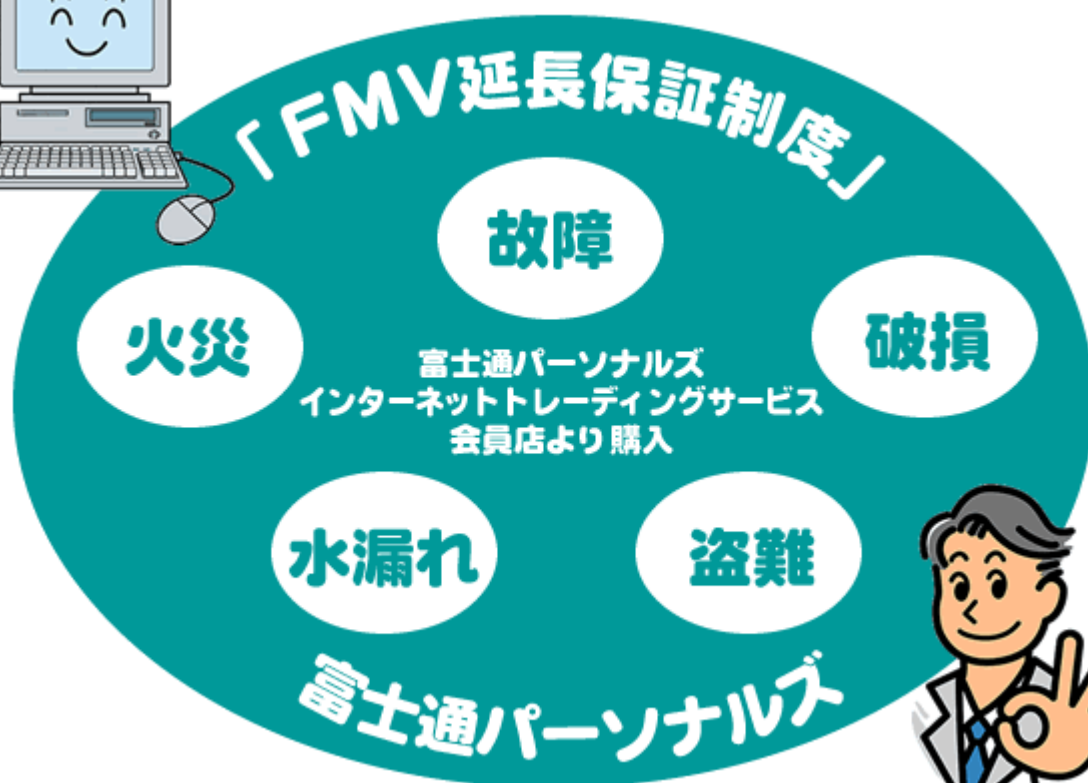 「FMV延長保証制度」
故障
火災
破損
富士通パーソナルズ
インターネットトレーディングサービス
会員店より購入
水漏れ
盗難
富士通パーソナルズ